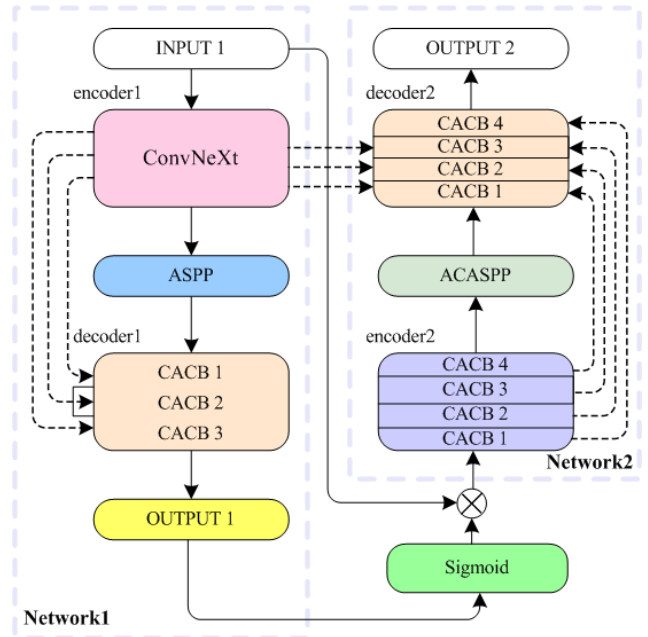 INPUT 1
encoder1
ConvNeXt
ASPP
decoder1
CACB 1
CACB 2
CACB 3
OUTPUT 1
Network1
OUTPUT 2
decoder2
CACB 4
CACB 3
CACB 2
CACB 1
ACASPP
encoder2
CACB 4
CACB 3
CACB 2
CACB 1
Network2
Sigmoid